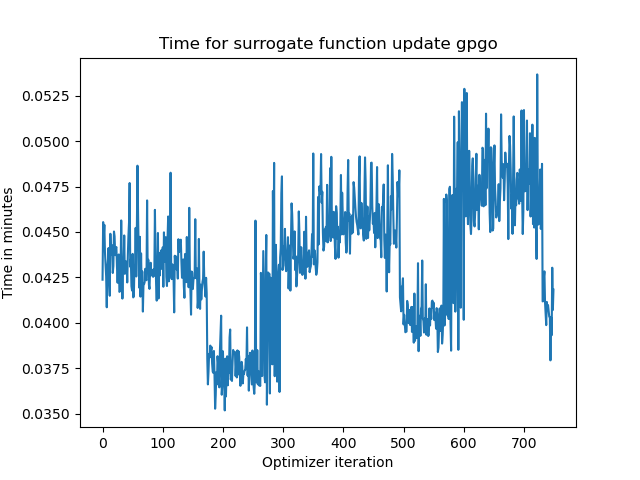 Time for surrogate function update gpgo
0.0525
0.0500
0.0475
0.0450
0.0425
0.0400
0.0375
0.0350
Time in minutes
0 100 200 300 400 500 600 700
Optimizer iteration